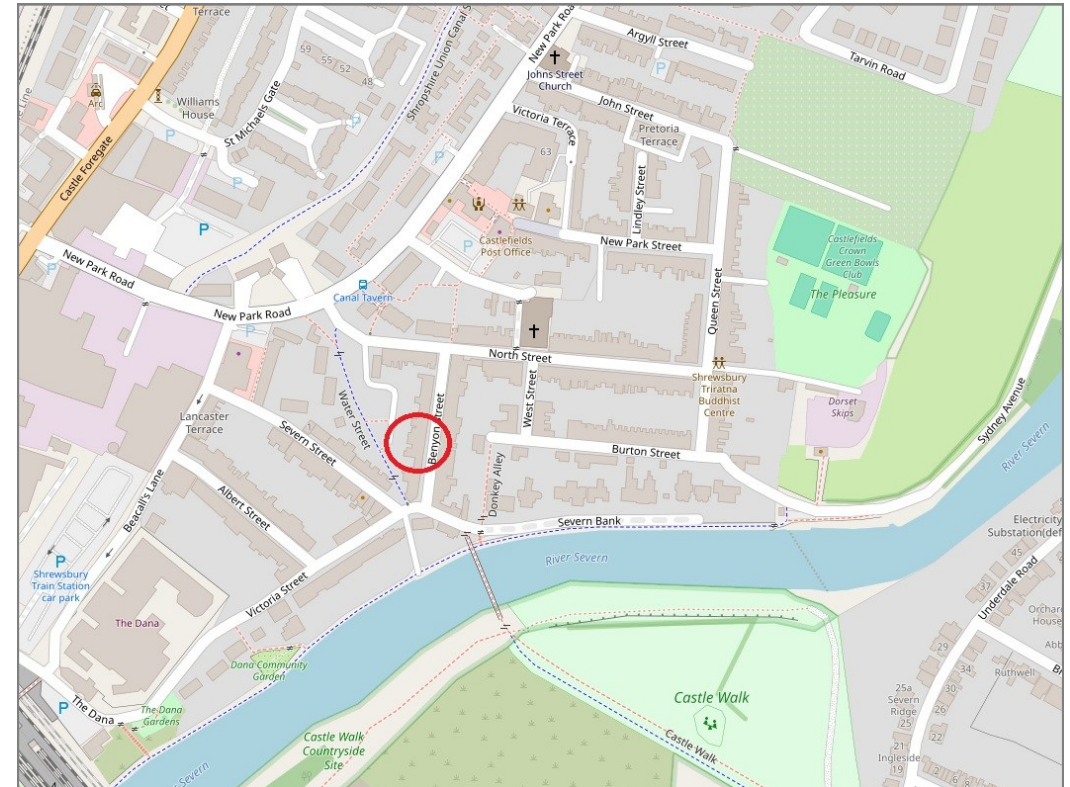 Terrace
Argyll Street
New Park Road
Tarvin Road
P
Johns Street
Church
Shropshire Union Canal
59
55
52
48
Arc
Williams
House
St Michaels Gate
John Street
Pretoria
Terrace
Victoria Terrace
P
P
63
Castle Foregate
P
P
Lindley Street
P
Castlefields
Post Office
P
New Park Street
Castlefields
Crown
Green Bowls
Club
The Pleasure
P
New Park Road
Queen Street
Canal Tavern
New Park Road
P
North Street
Shrewsbury
Triratna
Buddhist
Centre
West Street
Dorset
Skips
Sydney Avenue
Lancaster
Terrace
Water Street
Severn Street
Benyon Street
Burton Street
River Severn
Beacall's Lane
Albert Street
Donkey Alley
Severn Bank
Electricity
Substation(def
River Severn
45
37
Underdale Road
P
Shrewsbury
Train Station
car park
Victoria Street
The Dana
Orchar
House
Abb
29
34
Ruthwell
Br
Dana Community
Garden
25a
Severn
Ridge
25
30
26
22
Castle Walk
The Dana
P
The Dana
Gardens
Castle Walk
Countryside
Site
Castle Walk
21
Ingleside
19
2
6
8
Severn